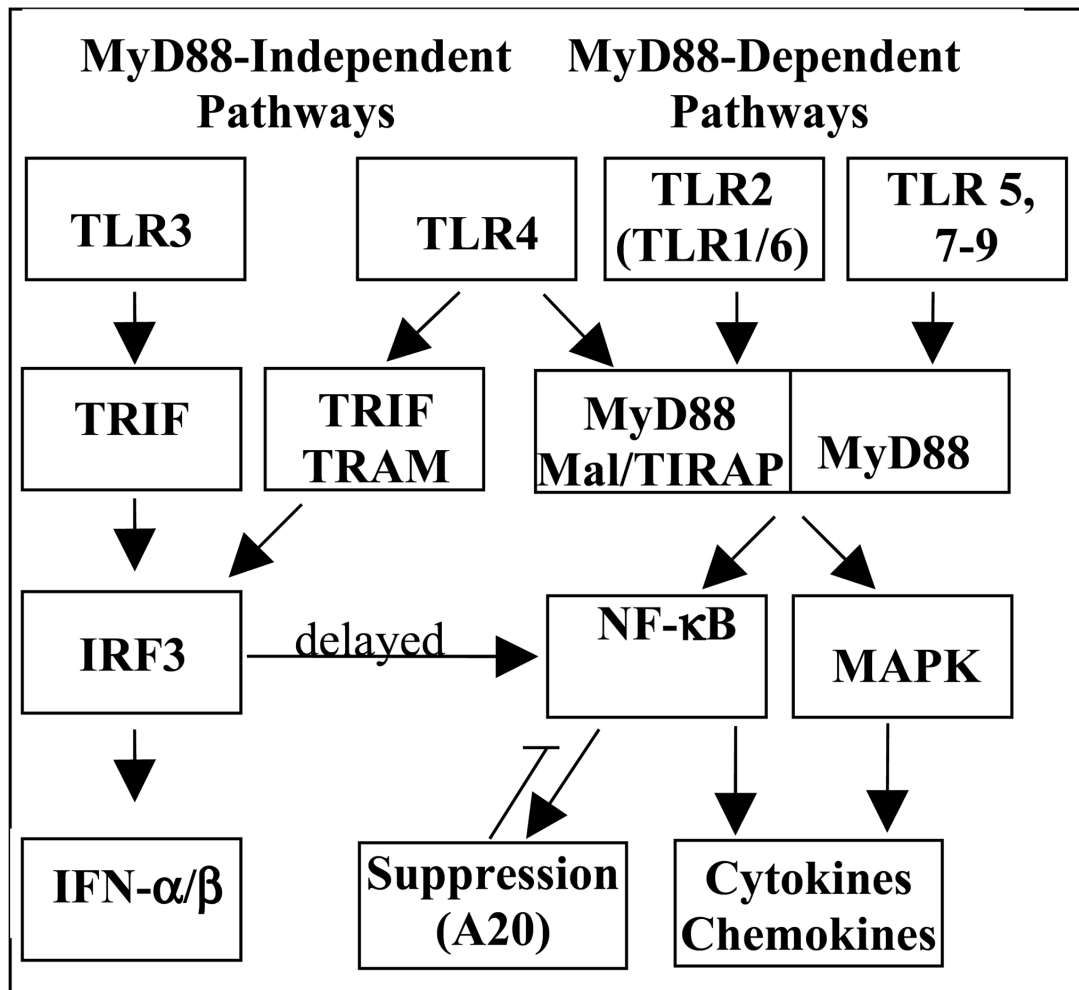 MyD88-Independent
Pathways
MyD88-Dependent
Pathways
TLR3
TLR4
TLR2
(TLR1/6)
TLR 5,
7-9
TRIF
TRIF
TRAM
MyD88
Mal/TIRAP
MyD88
IRF3
delayed
NF-κB
MAPK
IFN-α/β
Suppression
(A20)
Cytokines
Chemokines